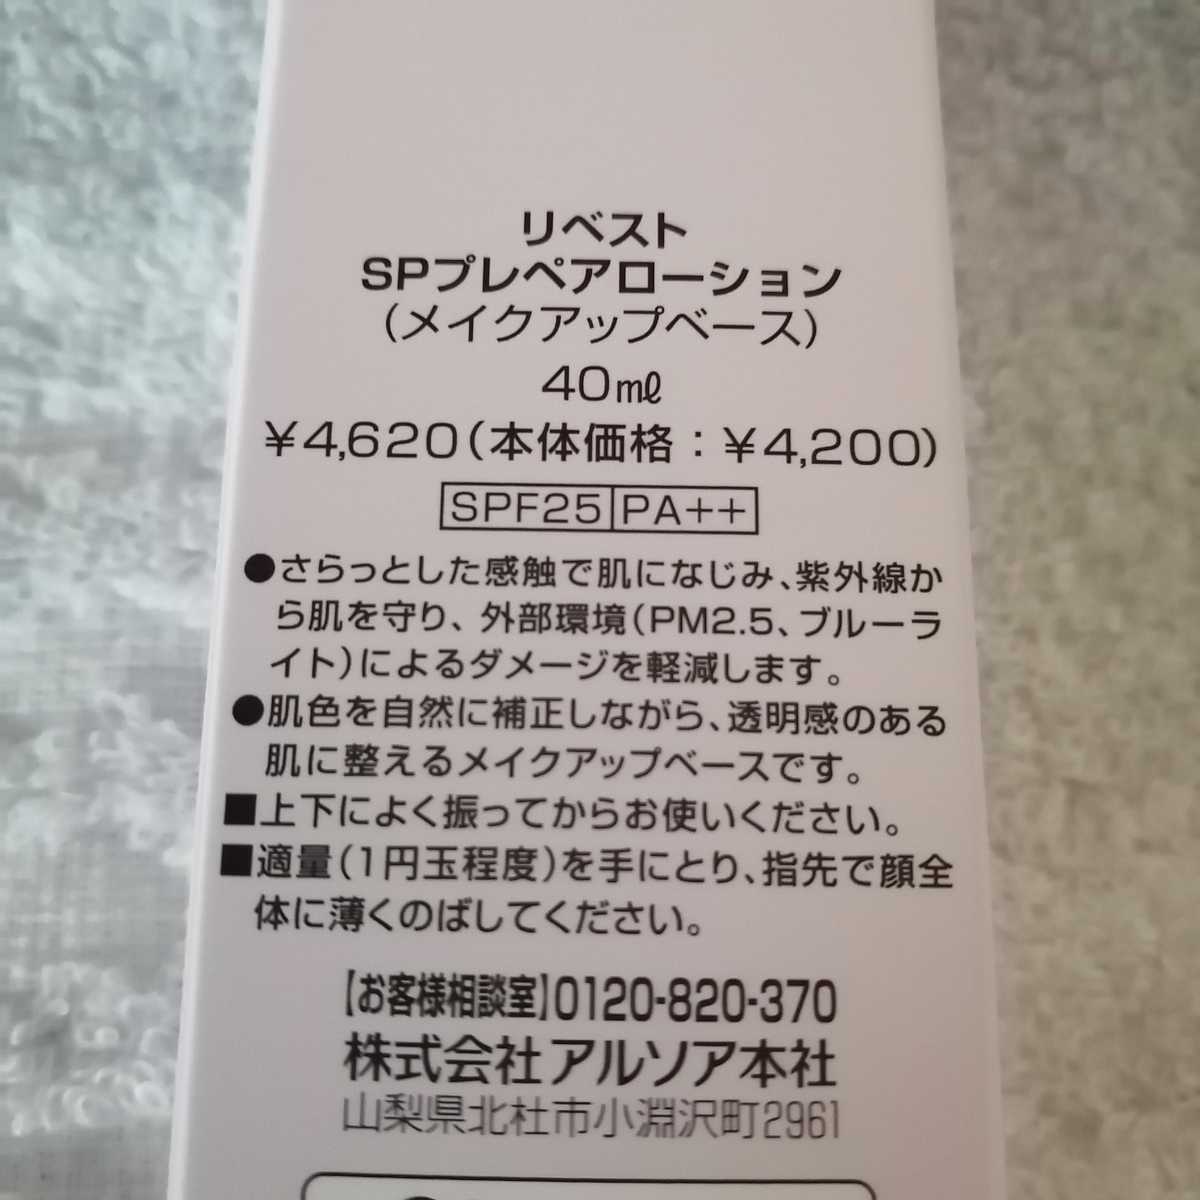 リベスト
SPプレペアローション
(メイクアップベース)
40㎖
¥4,620(本体価格：¥4,200)
SPF25 PA++
●さらっとした感触で肌になじみ、紫外線か
ら肌を守り、外部環境(PM2.5、ブルーラ
イト)によるダメージを軽減します。
●肌色を自然に補正しながら、透明感のある
肌に整えるメイクアップベースです。
■上下によく振ってからお使いください。
■適量(1円玉程度)を手にとり、指先で顔全
体に薄くのばしてください。
【お客様相談室】0120-820-370
株式会社アルソア本社
山梨県北杜市小淵沢町2961